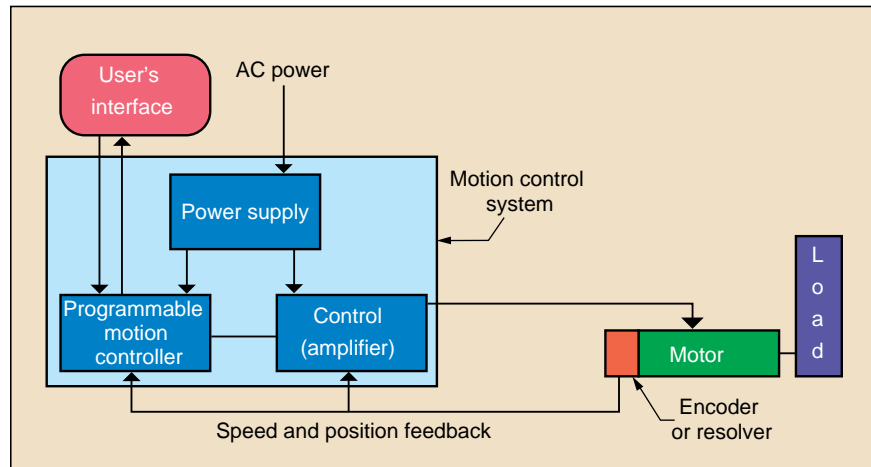 User's
interface
AC power
Motion control
system
Power supply
Programmable
motion
controller
Control
(amplifier)
L
o
a
d
Motor
Encoder
or resolver
Speed and position feedback